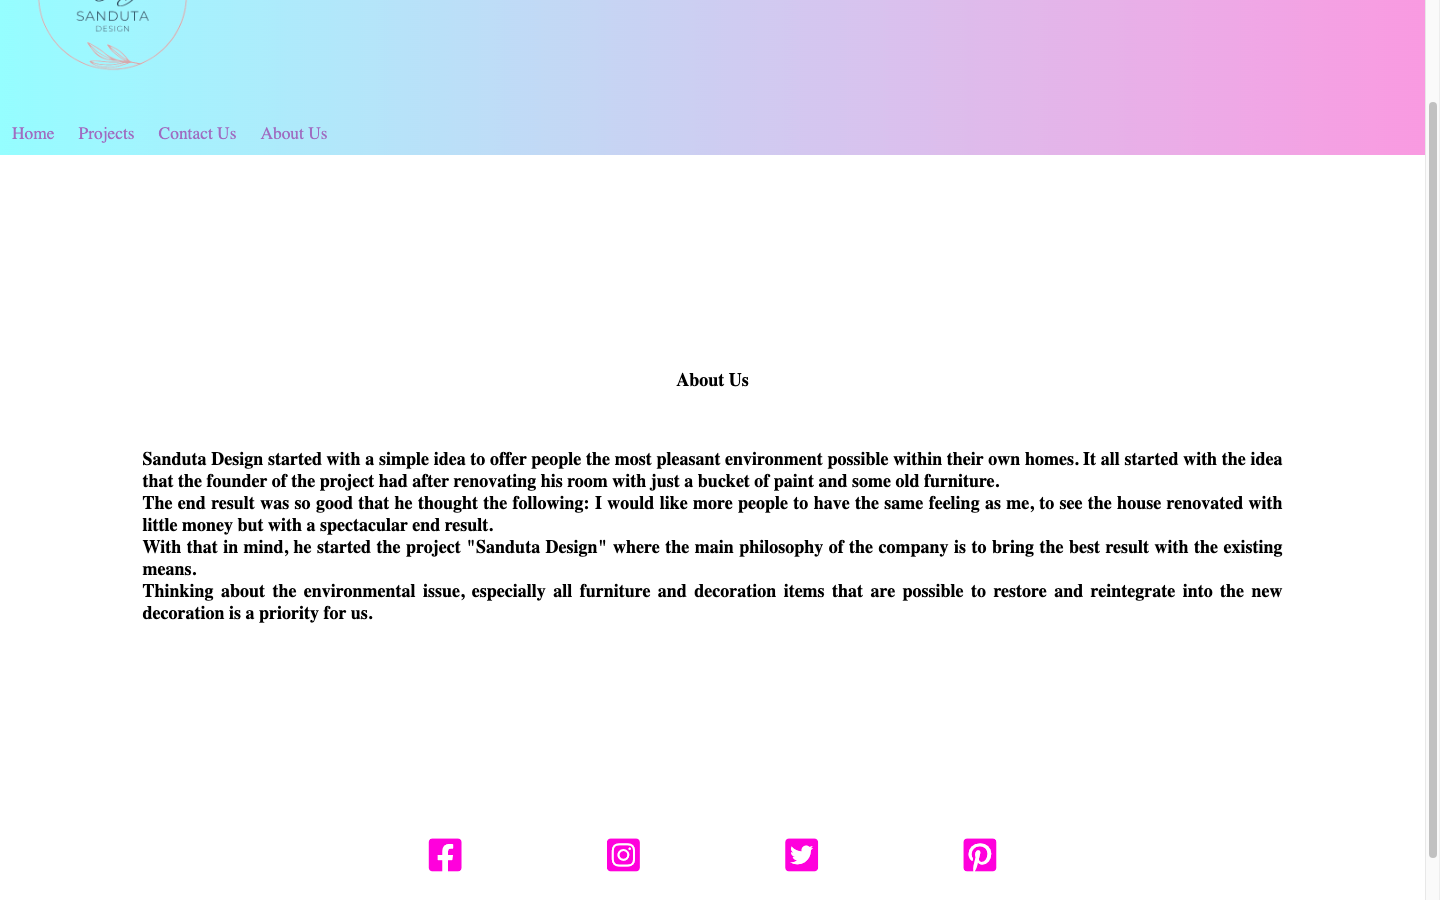 SANDUTA
DESIGN
Home Projects Contact Us About Us
About Us
Sanduta Design started with a simple idea to offer people the most pleasant environment possible within their own homes. It all started with the idea
that the founder of the project had after renovating his room with just a bucket of paint and some old furniture.
The end result was so good that he thought the following: I would like more people to have the same feeling as me, to see the house renovated with
little money but with a spectacular end result.
With that in mind, he started the project "Sanduta Design" where the main philosophy of the company is to bring the best result with the existing
means.
Thinking about the environmental issue, especially all furniture and decoration items that are possible to restore and reintegrate into the new
decoration is a priority for us.